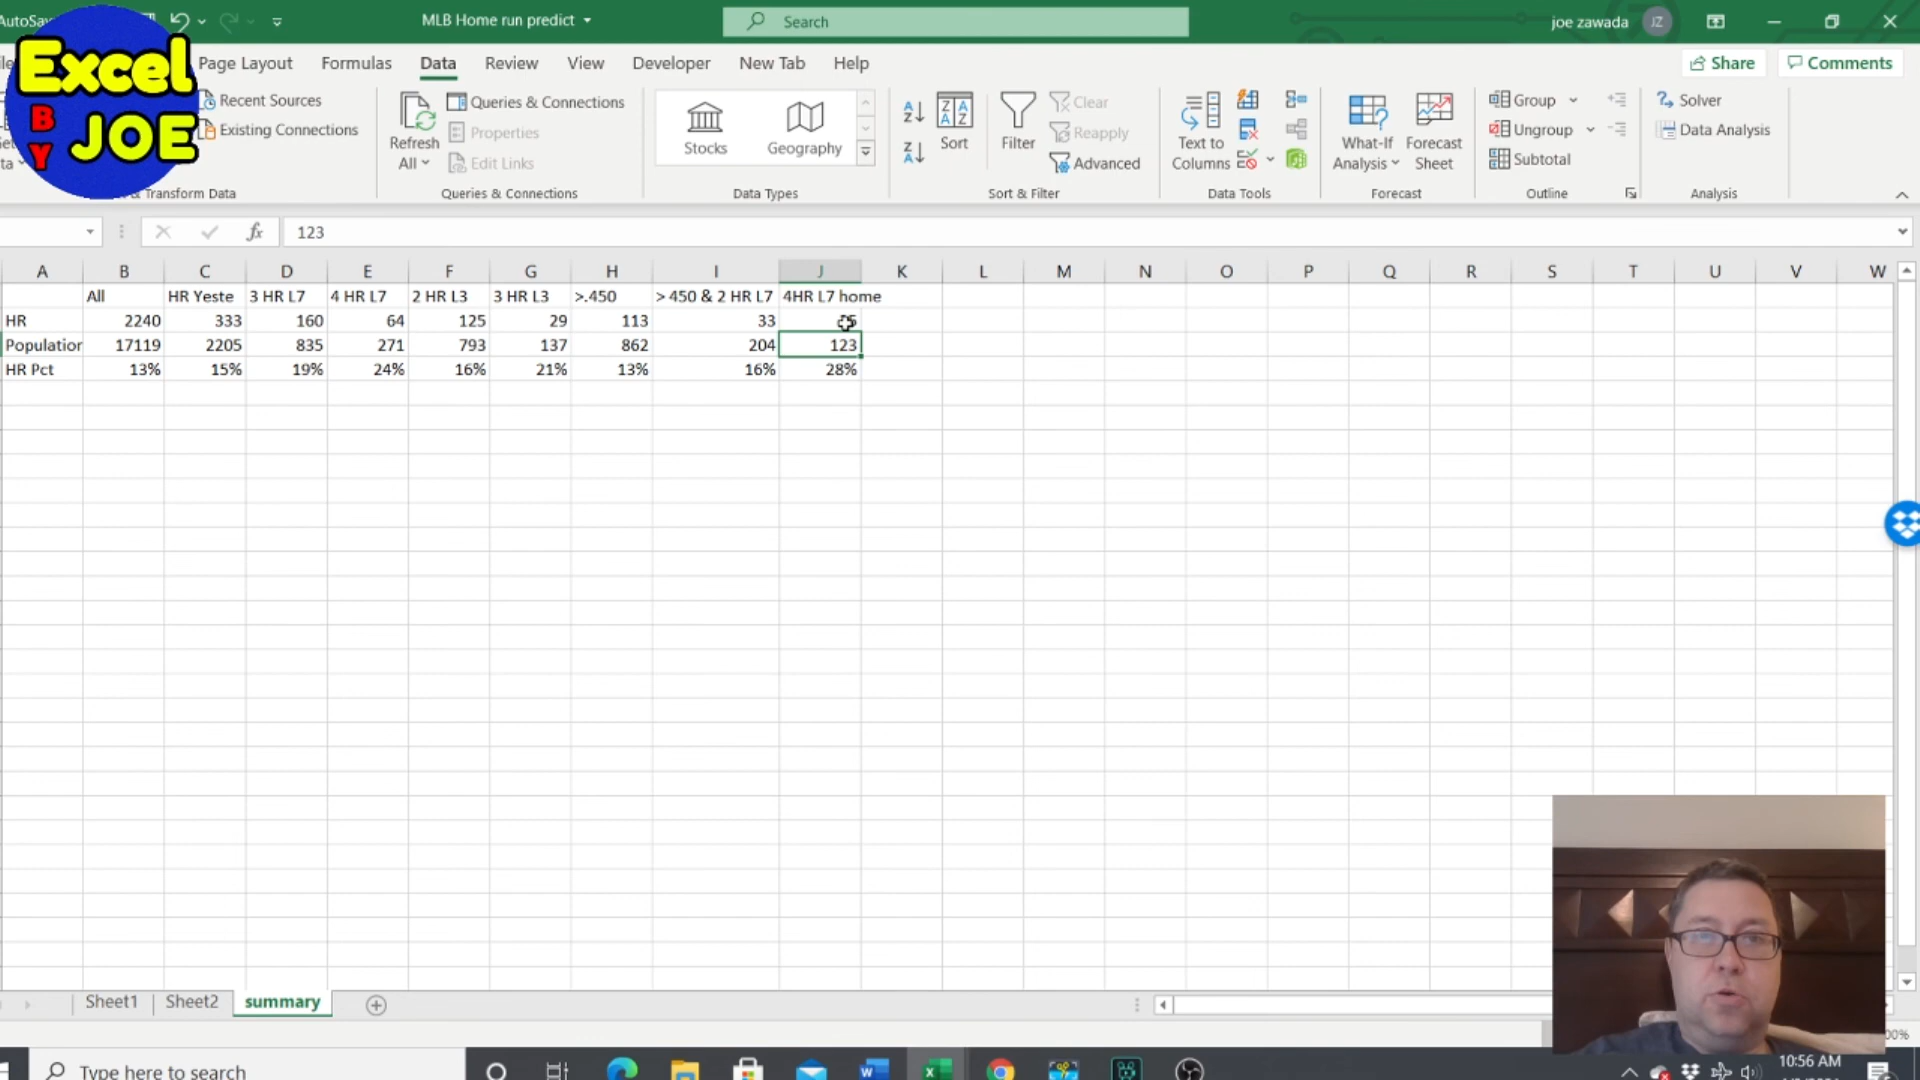 AutoSav
MLB Home run predict
Search
joe zawada
JZ
Excel
BY
JOE
Page Layout
Formulas
Data
Review
View
Developer
New Tab
Help
Share
Comments
Recent Sources
Existing Connections
& Transform Data
Refresh
All
Queries & Connections
Properties
Edit Links
Queries & Connections
Stocks
Geography
Data Types
Sort
Filter
Clear
Reapply
Advanced
Sort & Filter
Text to
Columns
Data Tools
What-If
Analysis
Forecast
Sheet
Forecast
Group
Ungroup
Subtotal
Outline
Solver
Data Analysis
Analysis
fx
123
A B C D E F G H I J K L M N O P Q R S T U V W
All HR Yeste 3 HR L7 4 HR L7 2 HR L3 3 HR L3 >.450 > 450 & 2 HR L7 4HR L7 home
HR 2240 333 160 64 125 29 113 33
Population 17119 2205 835 271 793 137 862 204 123
HR Pct 13% 15% 19% 24% 16% 21% 13% 16% 28%
Sheet1
Sheet2
summary
00%
Type here to search
10:56 AM